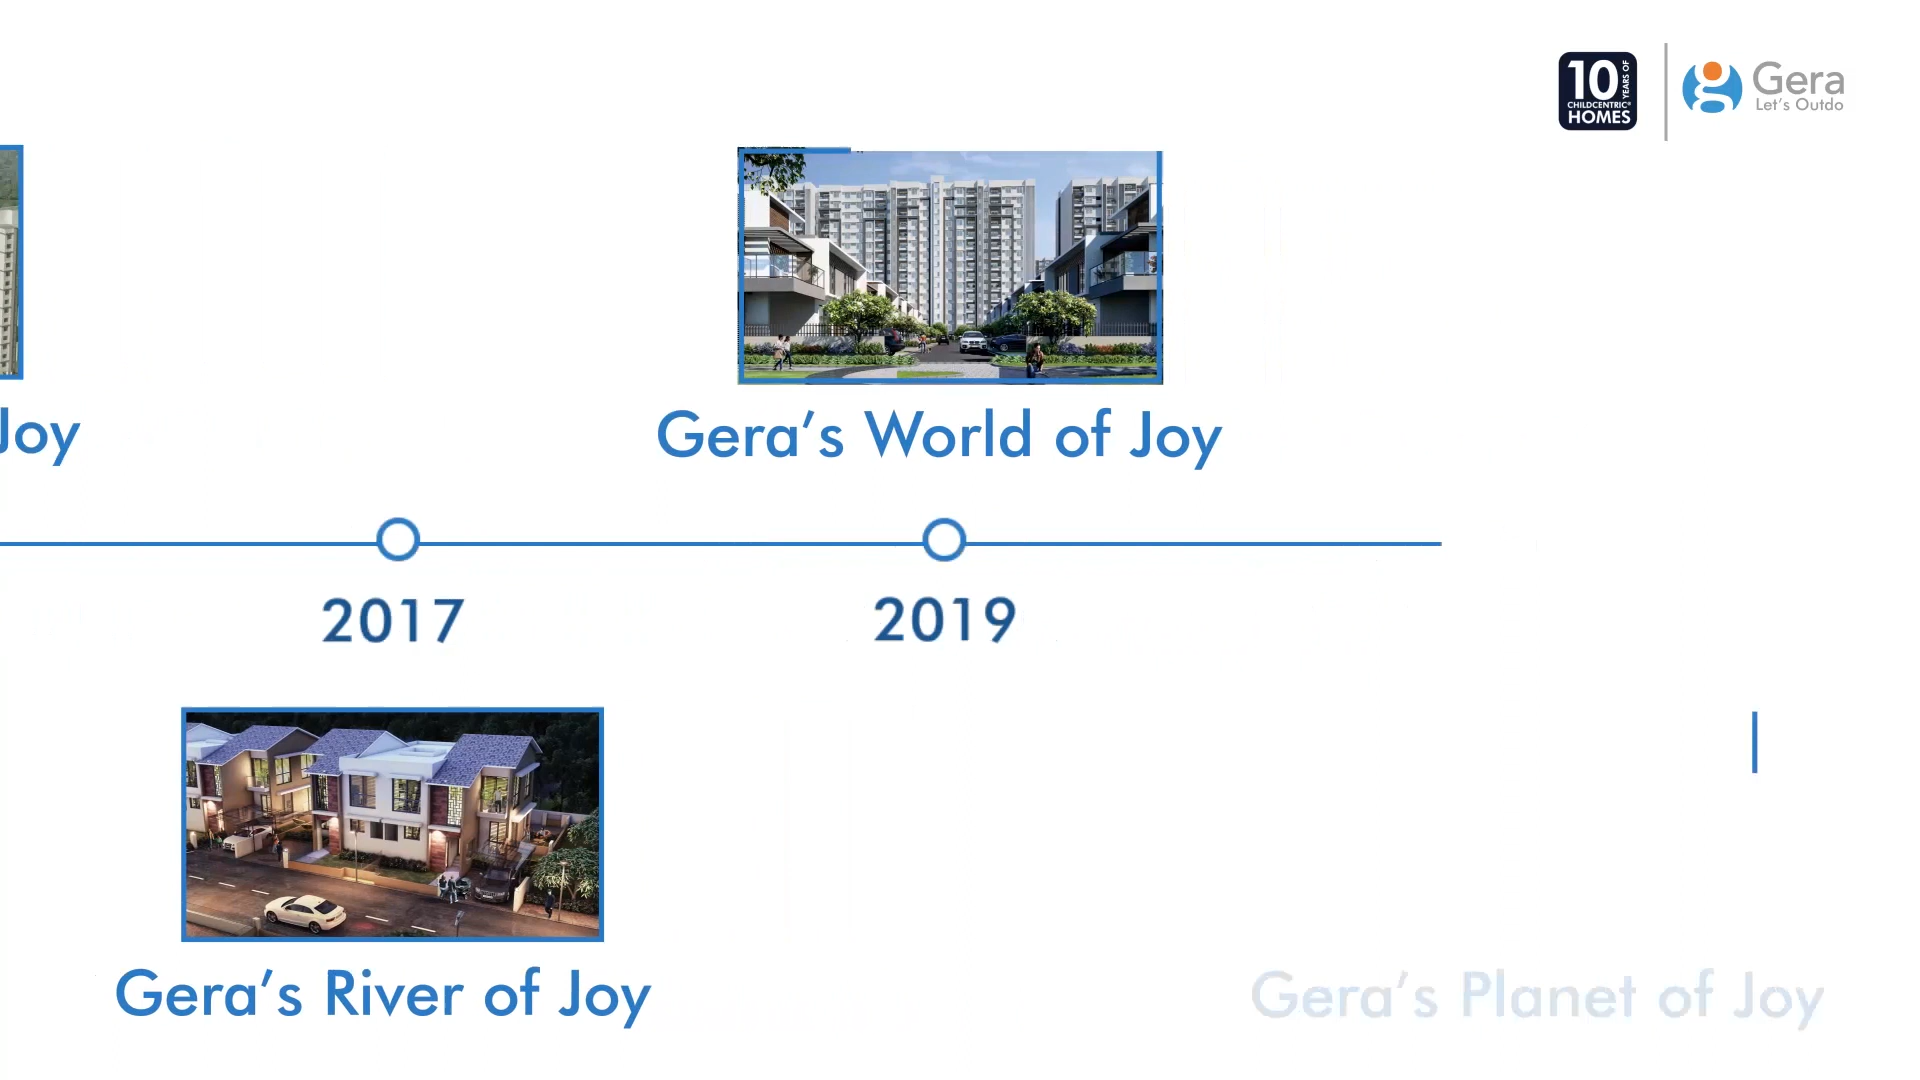 10 YEARS OF
CHILDCENTRIC®
HOMES
Gera
Let's Outdo
Joy
Gera's World of Joy
2017
2019
Gera's River of Joy
Gera's Planet of Joy